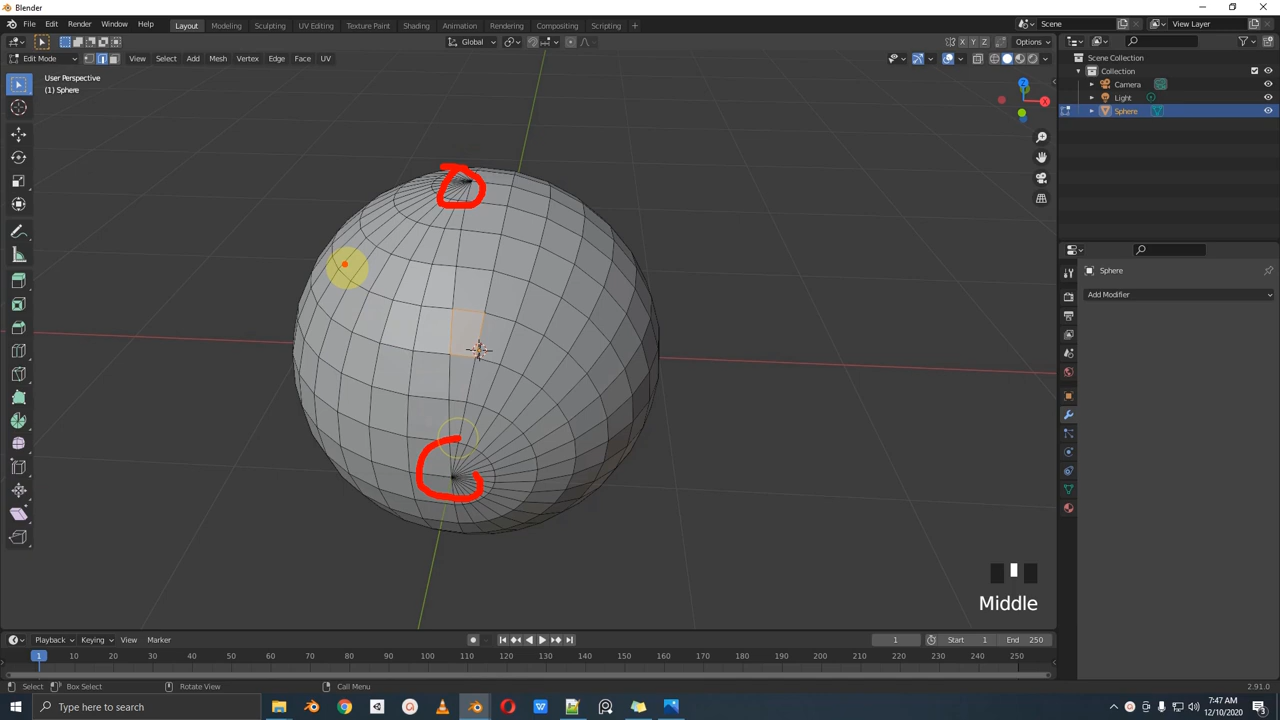 Blender
File Edit Render Window Help Layout Modeling Sculpting UV Editing Texture Paint Shading Animation Rendering Compositing Scripting + Scene View Layer
Global X Y Z Options
Edit Mode View Select Add Mesh Vertex Edge Face UV
User Perspective
(1) Sphere
Z
X
Scene Collection
Collection
Camera
Light
Sphere
Sphere
Add Modifier
Middle
Playback Keying View Marker 1 Start 1 End 250
1 10 20 30 40 50 60 70 80 90 100 110 120 130 140 150 160 170 180 190 200 210 220 230 240 250
Select Box Select Rotate View Call Menu 2.91.0
Type here to search
7:47 AM
12/10/2020